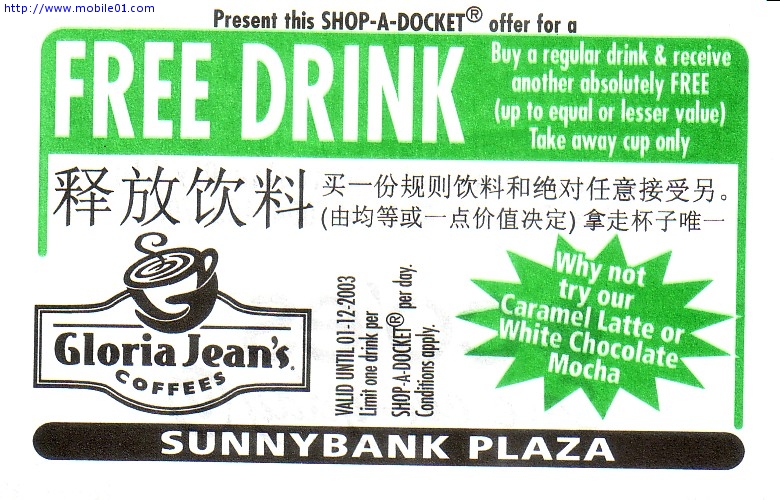 http://www.mobile01.com
Present this SHOP-A-DOCKET® offer for a
FREE DRINK
Buy a regular drink & receive
another absolutely FREE
(up to equal or lesser value)
Take away cup only
释放饮料
买一份规则饮料和绝对任意接受另。
(由均等或一点价值决定) 拿走杯子唯一
Gloria Jean's
COFFEES
VALID UNTIL 01-12-2003
Limit one drink per
SHOP-A-DOCKET® per day.
Conditions apply.
Why not
try our
Caramel Latte or
White Chocolate
Mocha
SUNNYBANK PLAZA